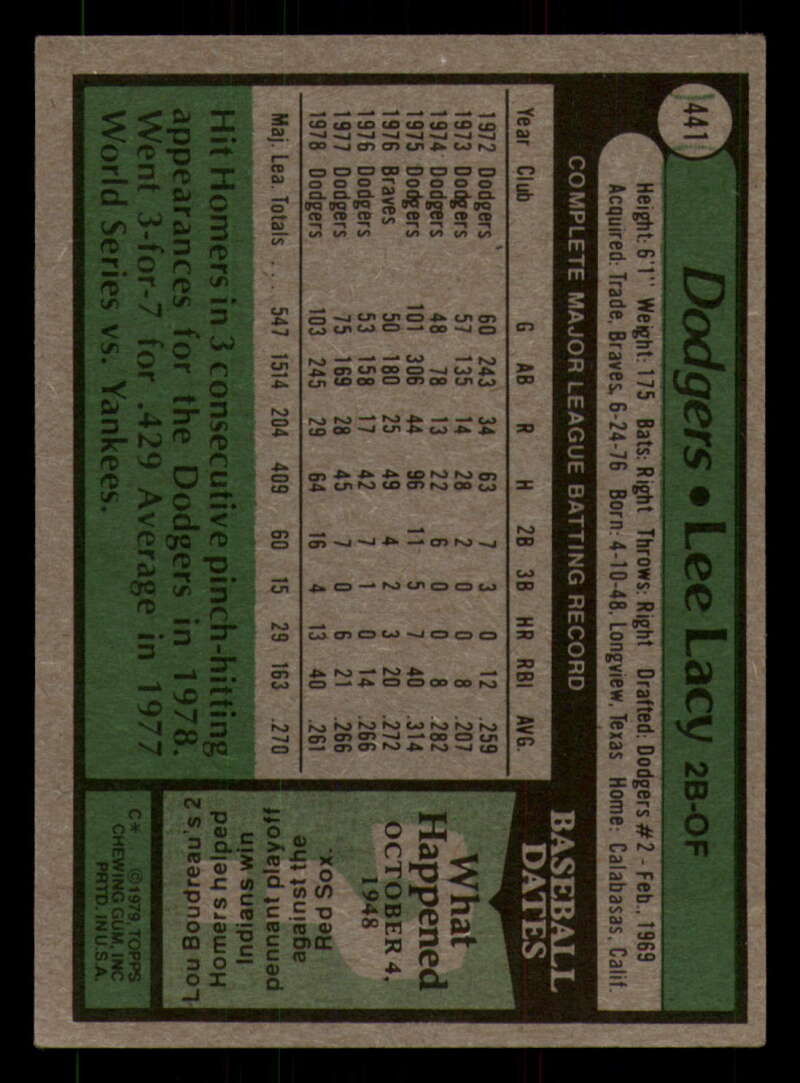 441
Dodgers • Lee Lacy 2B-OF
Height: 6'1" Weight: 175 Bats: Right Throws: Right Drafted: Dodgers #2 - Feb., 1969
Acquired: Trade, Braves, 6-24-76 Born: 4-10-48, Longview, Texas Home: Calabasas, Calif.
COMPLETE MAJOR LEAGUE BATTING RECORD
Year Club G AB R H 2B 3B HR RBI AVG.
1972 Dodgers 60 243 34 63 7 3 0 12 .259
1973 Dodgers 57 135 14 28 2 0 0 8 .207
1974 Dodgers 48 78 13 22 6 0 0 8 .282
1975 Dodgers 101 306 44 96 11 5 7 40 .314
1976 Braves 50 180 25 49 4 2 3 20 .272
1976 Dodgers 53 158 17 42 7 1 0 14 .266
1977 Dodgers 75 169 28 45 7 0 6 21 .266
1978 Dodgers 103 245 29 64 16 4 13 40 .261
Maj. Lea. Totals . . . 547 1514 204 409 60 15 29 163 .270
Hit Homers in 3 consecutive pinch-hitting
appearances for the Dodgers in 1978.
Went 3-for-7 for .429 Average in 1977
World Series vs. Yankees.
BASEBALL
DATES
What
Happened
OCTOBER 4,
1948
Lou Boudreau's 2
Homers helped
Indians win
pennant playoff
against the
Red Sox.
C* ©1979 TOPPS
CHEWING GUM, INC
PRTD. IN U.S.A.